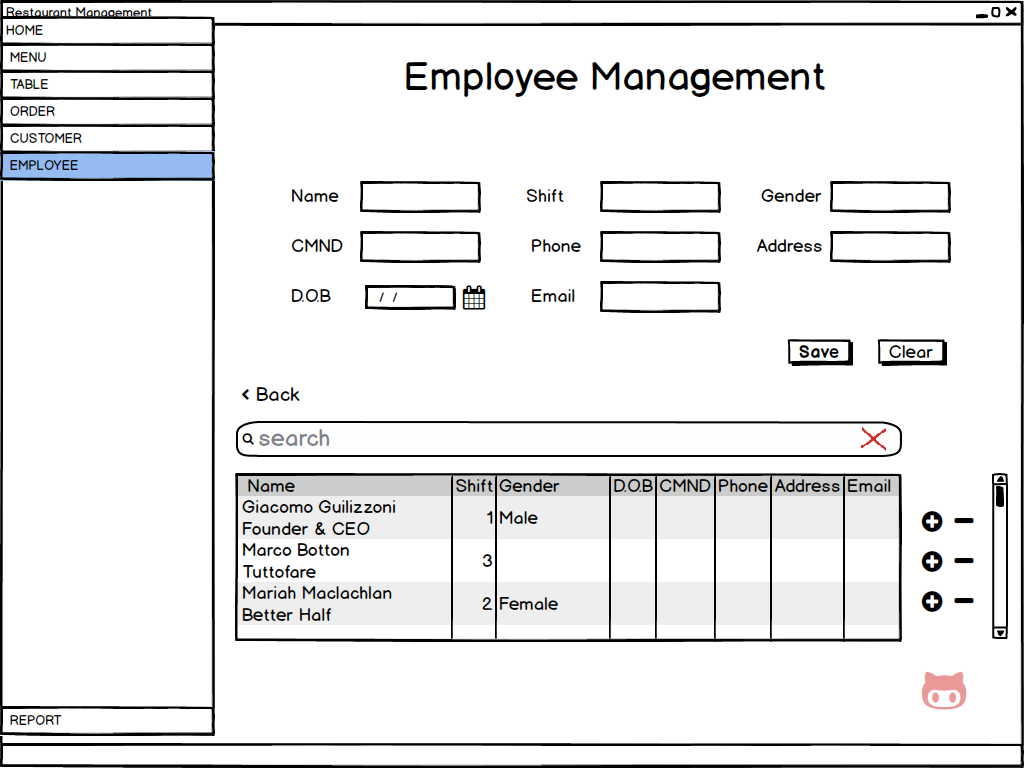 Restaurant Management
HOME
MENU
TABLE
ORDER
CUSTOMER
EMPLOYEE
REPORT
Employee Management
Name Shift Gender
CMND Phone Address
D.O.B / / Email
Save Clear
< Back
search
Name Shift Gender D.O.B CMND Phone Address Email
Giacomo Guilizzoni
Founder & CEO 1 Male
Marco Botton
Tuttofare 3
Mariah Maclachlan
Better Half 2 Female